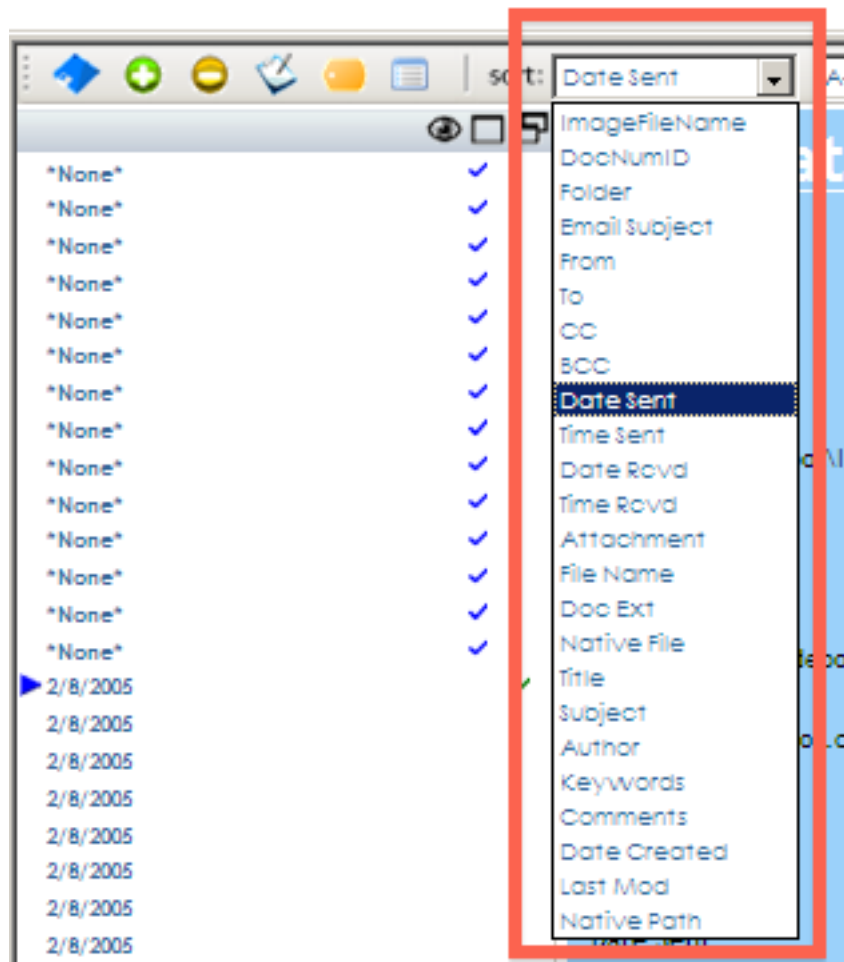 sort: Date Sent
ImageFileName
DocNumID
Folder
Email Subject
From
To
CC
BCC
Date Sent
Time Sent
Date Rcvd
Time Rcvd
Attachment
File Name
Doc Ext
Native File
Title
Subject
Author
Keywords
Comments
Date Created
Last Mod
Native Path
*None*
*None*
*None*
*None*
*None*
*None*
*None*
*None*
*None*
*None*
*None*
*None*
*None*
*None*
2/8/2005
2/8/2005
2/8/2005
2/8/2005
2/8/2005
2/8/2005
2/8/2005
2/8/2005